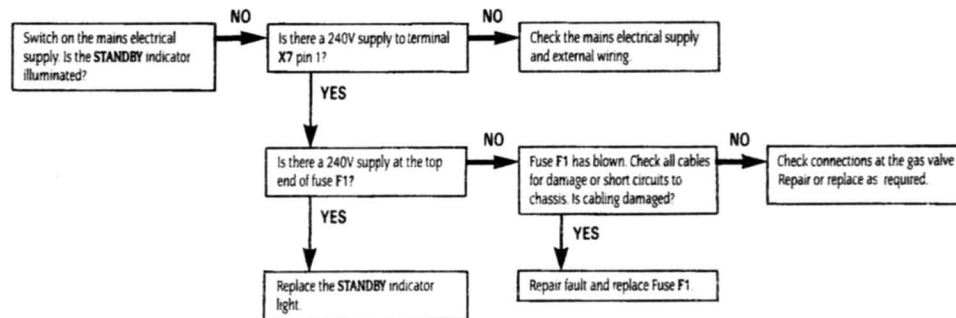 NO
NO
Switch on the mains electrical
supply. Is the STANDBY indicator
illuminated?
Is there a 240V supply to terminal
X7 pin 1?
Check the mains electrical supply
and external wiring.
YES
NO
NO
Is there a 240V supply at the top
end of fuse F1?
Fuse F1 has blown. Check all cables
for damage or short circuits to
chassis. Is cabling damaged?
Check connections at the gas valve
Repair or replace as required.
YES
YES
Replace the STANDBY indicator
light.
Repair fault and replace Fuse F1.